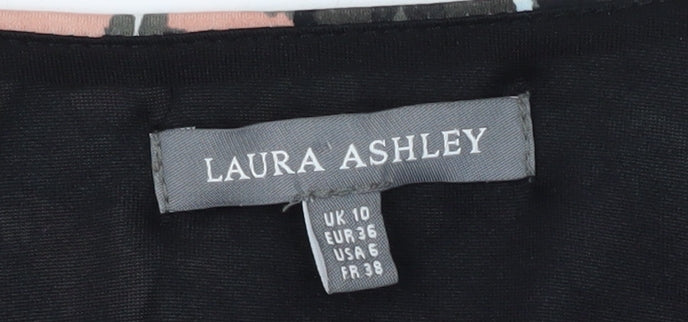 LAURA ASHLEY
UK 10
EUR 36
USA 6
FR 38